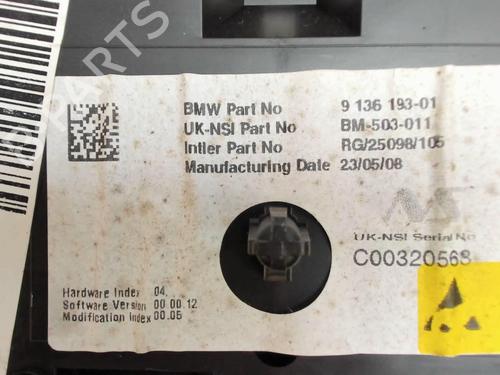 BMW Part No 9 136 193-01
UK-NSI Part No BM-503-011
Intler Part No RG/25098/105
Manufacturing Date 23/05/08
UK-NSI Serial No
C00320568
Hardware Index 04
Software Version 00.00.12
Modification Index 00.05
PARTS